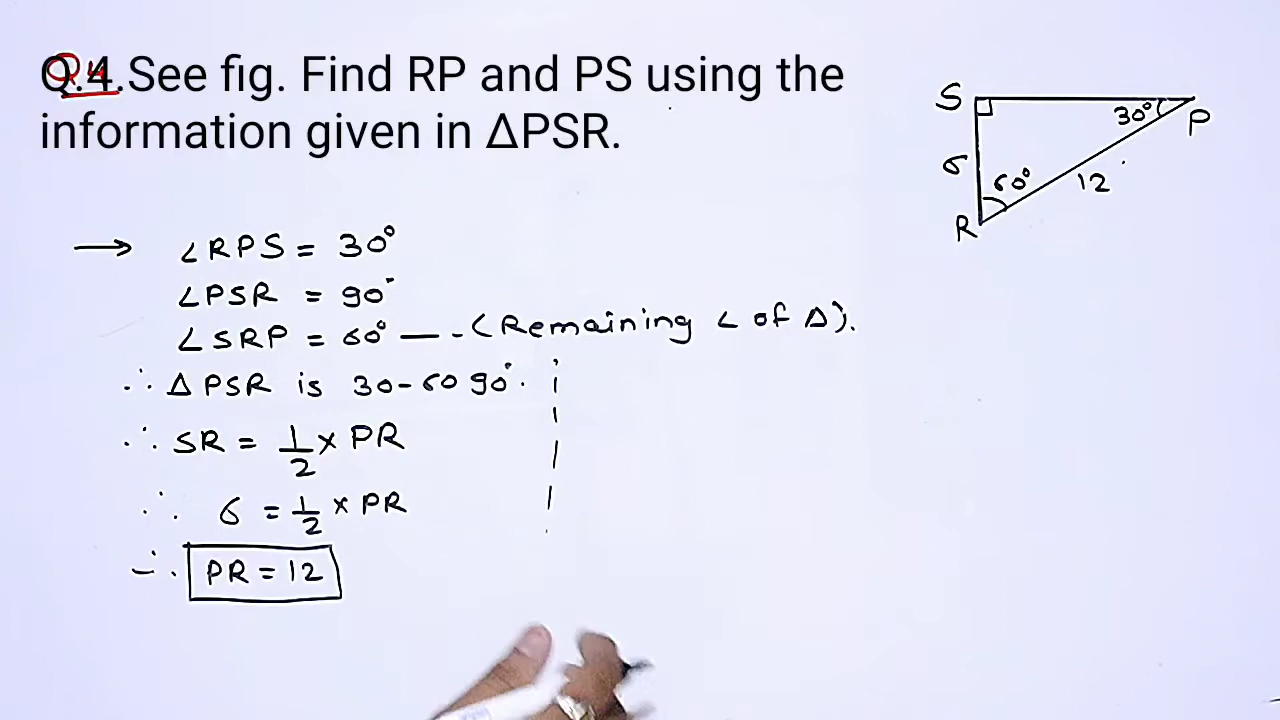 Q.4.See fig. Find RP and PS using the
information given in ΔPSR.
Q4
S
30°
P
6
60°
12
R
→ ∠RPS = 30°
∠PSR = 90°
∠SRP = 60° — - (Remaining ∠ of Δ).
∴ Δ PSR is 30-60 90°.
∴ SR = 1/2 × PR
∴ 6 = 1/2 × PR
∴ PR = 12